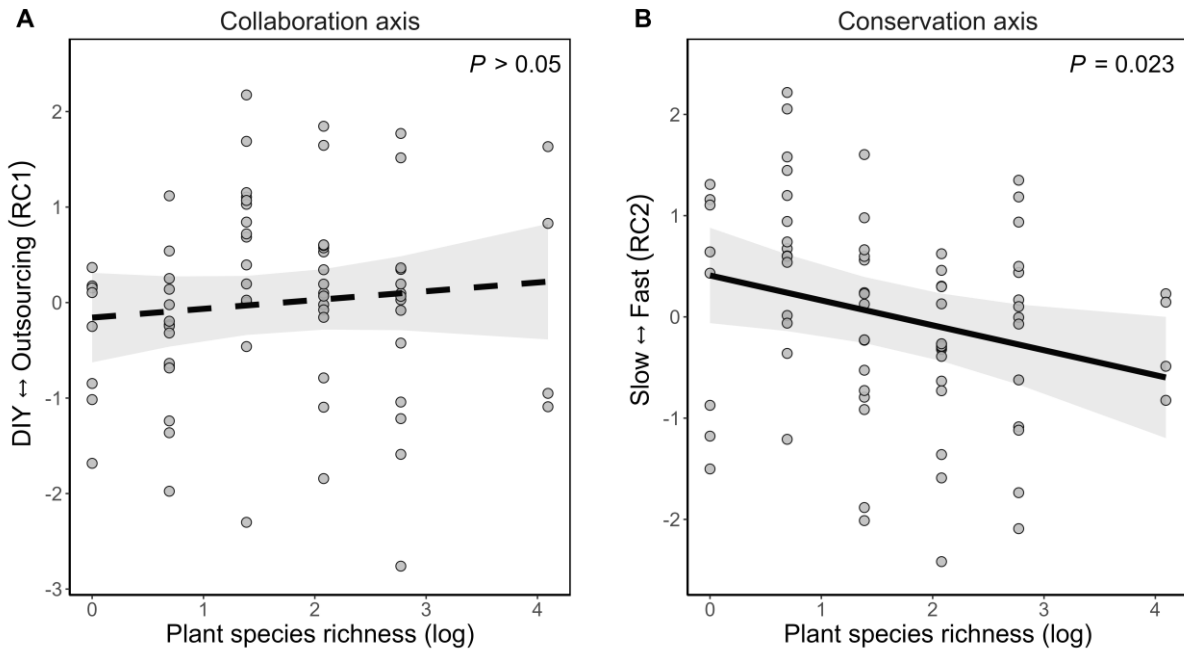 A
Collaboration axis
P > 0.05
2
1
0
-1
-2
-3
DIY ↔ Outsourcing (RC1)
0
1
2
3
4
Plant species richness (log)
B
Conservation axis
P = 0.023
2
1
0
-1
-2
Slow ↔ Fast (RC2)
0
1
2
3
4
Plant species richness (log)